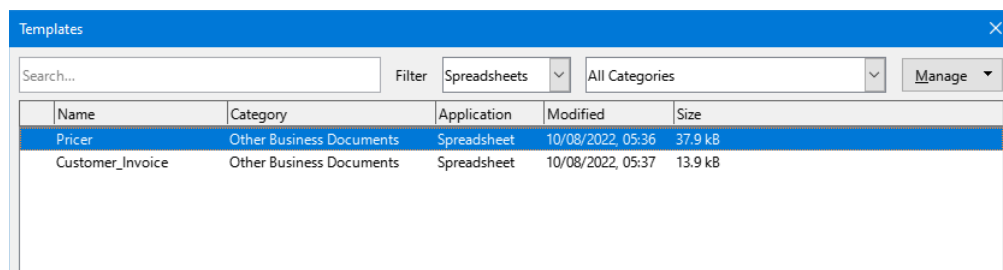 Templates
Search... Filter Spreadsheets All Categories Manage
Name Category Application Modified Size
Pricer Other Business Documents Spreadsheet 10/08/2022, 05:36 37.9 kB
Customer_Invoice Other Business Documents Spreadsheet 10/08/2022, 05:37 13.9 kB